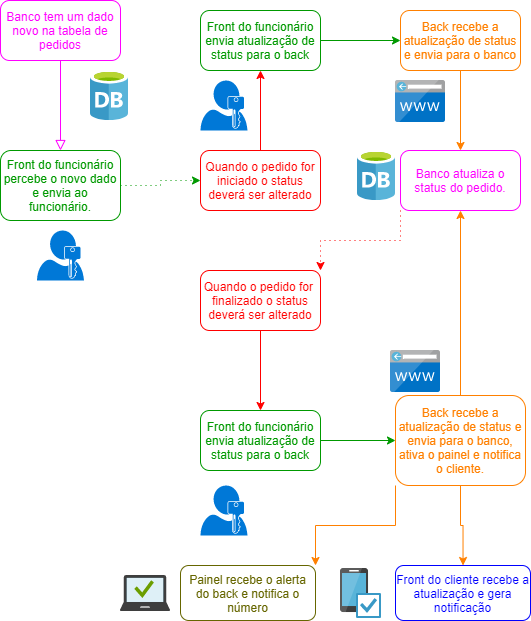 Banco tem um dado
novo na tabela de
pedidos
DB
Front do funcionário
percebe o novo dado
e envia ao
funcionário.
Front do funcionário
envia atualização de
status para o back
Back recebe a
atualização de status
e envia para o banco
WWW
Quando o pedido for
iniciado o status
deverá ser alterado
DB
Banco atualiza o
status do pedido.
Quando o pedido for
finalizado o status
deverá ser alterado
WWW
Front do funcionário
envia atualização de
status para o back
Back recebe a
atualização de status e
envia para o banco,
ativa o painel e notifica
o cliente.
Painel recebe o alerta
do back e notifica o
número
Front do cliente recebe a
atualização e gera
notificação